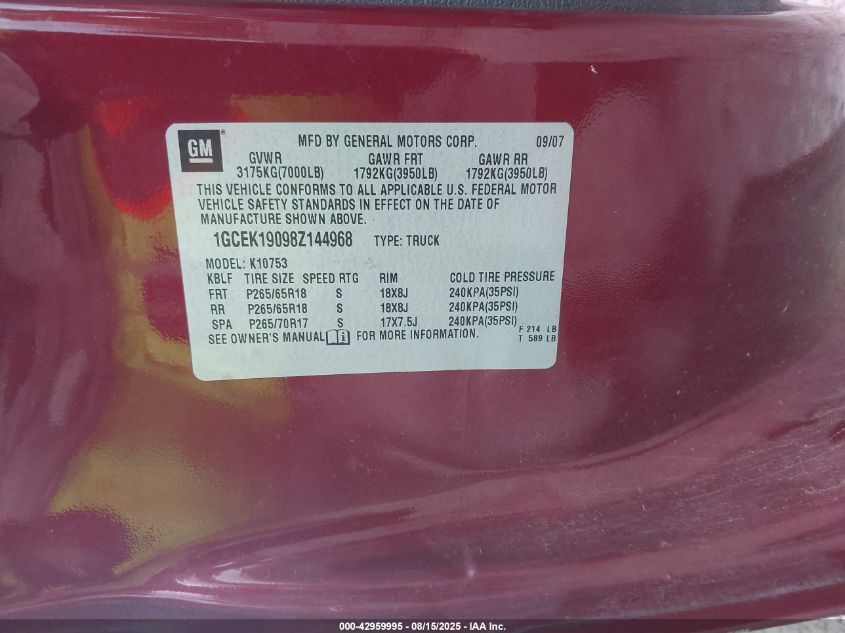 GM ® MFD BY GENERAL MOTORS CORP. 09/07
GVWR GAWR FRT GAWR RR
3175KG(7000LB) 1792KG(3950LB) 1792KG(3950LB)
THIS VEHICLE CONFORMS TO ALL APPLICABLE U.S. FEDERAL MOTOR
VEHICLE SAFETY STANDARDS IN EFFECT ON THE DATE OF
MANUFACTURE SHOWN ABOVE.
1GCEK19098Z144968 TYPE: TRUCK
MODEL: K10753
KBLF TIRE SIZE SPEED RTG RIM COLD TIRE PRESSURE
FRT P265/65R18 S 18X8J 240KPA(35PSI)
RR P265/65R18 S 18X8J 240KPA(35PSI)
SPA P265/70R17 S 17X7.5J 240KPA(35PSI)
SEE OWNER'S MANUAL i FOR MORE INFORMATION.
F 214 LB
T 589 LB
000-42959995 - 08/15/2025 - IAA Inc.